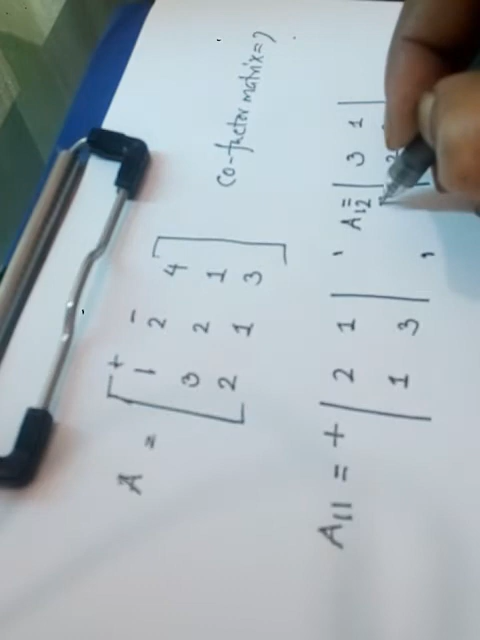 + -
1 2 4
A = 3 2 1 Co-factor matrix=?
2 1 3
A11 = + | 2 1 | , A12 = | 3 1 |
| 1 3 | , | 2